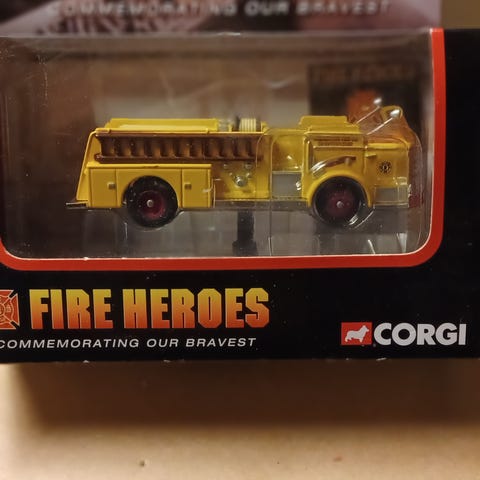 COMMEMORATING OUR BRAVEST
FIRE HEROES
COMMEMORATING OUR BRAVEST
CORGI